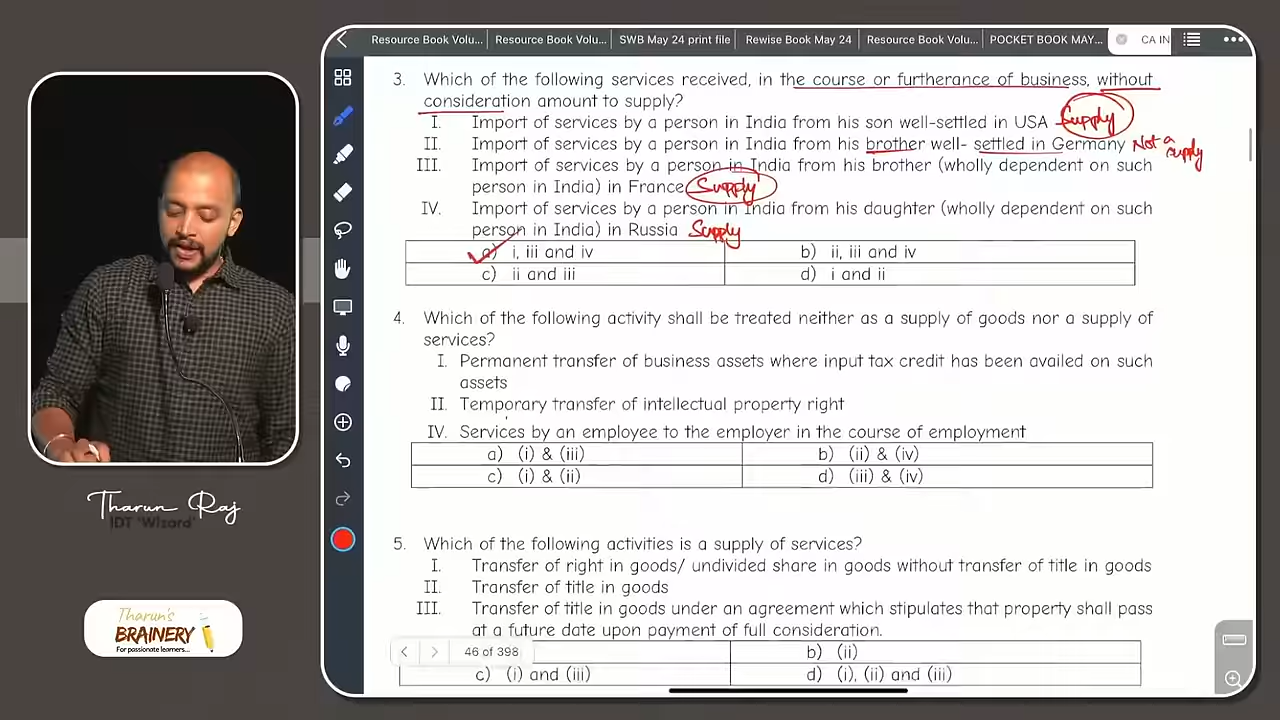 Resource Book Volu...
Resource Book Volu...
SWB May 24 print file
Rewise Book May 24
Resource Book Volu...
POCKET BOOK MAY...
CA IN
3. Which of the following services received, in the course or furtherance of business, without
consideration amount to supply?
I. Import of services by a person in India from his son well-settled in USA Supply
II. Import of services by a person in India from his brother well- settled in Germany Not a supply
III. Import of services by a person in India from his brother (wholly dependent on such
person in India) in France Supply
IV. Import of services by a person in India from his daughter (wholly dependent on such
person in India) in Russia Supply
a) i, iii and iv b) ii, iii and iv
c) ii and iii d) i and ii
4. Which of the following activity shall be treated neither as a supply of goods nor a supply of
services?
I. Permanent transfer of business assets where input tax credit has been availed on such
assets
II. Temporary transfer of intellectual property right
IV. Services by an employee to the employer in the course of employment
a) (i) & (iii) b) (ii) & (iv)
c) (i) & (ii) d) (iii) & (iv)
5. Which of the following activities is a supply of services?
I. Transfer of right in goods/ undivided share in goods without transfer of title in goods
II. Transfer of title in goods
III. Transfer of title in goods under an agreement which stipulates that property shall pass
at a future date upon payment of full consideration.
46 of 398 b) (ii)
c) (i) and (iii) d) (i), (ii) and (iii)
Tharun Raj
IDT 'Wizard'
Tharun's
BRAINERY
For passionate learners...